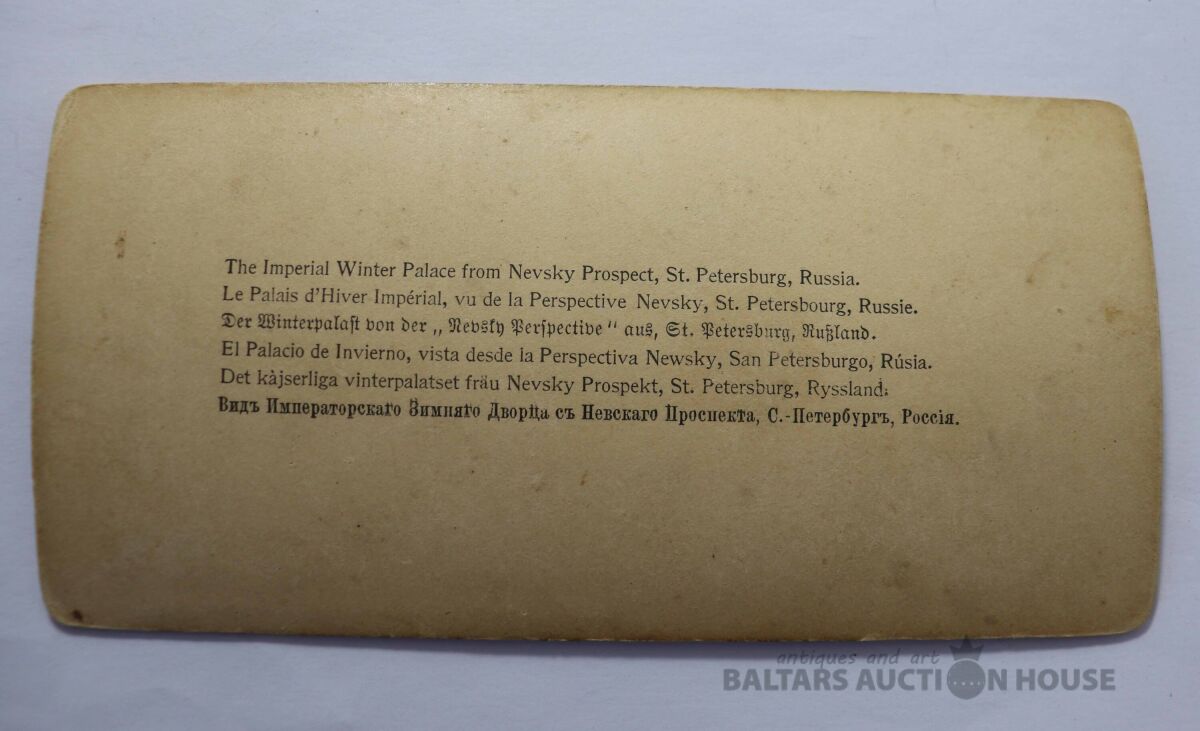 The Imperial Winter Palace from Nevsky Prospect, St. Petersburg, Russia.
Le Palais d'Hiver Impérial, vu de la Perspective Nevsky, St. Petersbourg, Russie.
Der Winterpalast von der „Nevsky Perspective" aus, St. Petersburg, Rußland.
El Palacio de Invierno, vista desde la Perspectiva Newsky, San Petersburgo, Rúsia.
Det kàjserliga vinterpalatset fräu Nevsky Prospekt, St. Petersburg, Ryssland.
Видъ Императорскаго Зимняго Дворца съ Невскаго Проспекта, С.-Петербургъ, Россія.
antiques and art
BALTARS AUCTION HOUSE